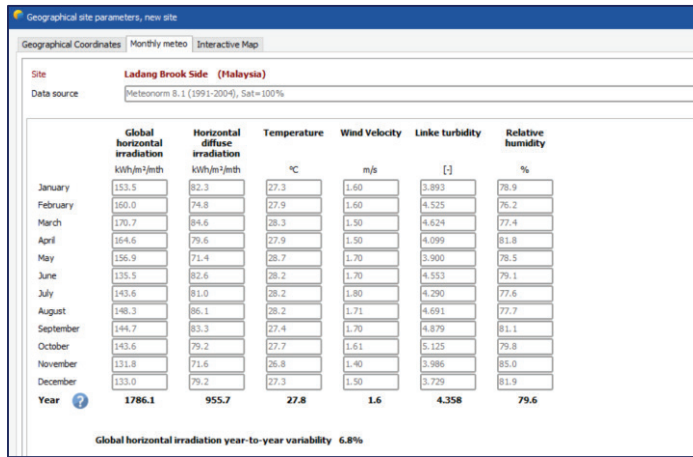 Geographical site parameters, new site
Geographical Coordinates Monthly meteo Interactive Map
Site Ladang Brook Side (Malaysia)
Data source Meteonorm 8.1 (1991-2004), Sat=100%
Global horizontal irradiation Horizontal diffuse irradiation Temperature Wind Velocity Linke turbidity Relative humidity
kWh/m²/mth kWh/m²/mth °C m/s [-] %
January 153.5 82.3 27.3 1.60 3.893 78.9
February 160.0 74.8 27.9 1.60 4.525 76.2
March 170.7 84.6 28.3 1.50 4.624 77.4
April 164.6 79.6 27.9 1.50 4.099 81.8
May 156.9 71.4 28.7 1.70 3.900 78.5
June 135.5 82.6 28.2 1.70 4.553 79.1
July 143.6 81.0 28.2 1.80 4.290 77.6
August 148.3 86.1 28.2 1.71 4.691 77.7
September 144.7 83.3 27.4 1.70 4.879 81.1
October 143.6 79.2 27.7 1.61 5.125 79.8
November 131.8 71.6 26.8 1.40 3.986 85.0
December 133.0 79.2 27.3 1.50 3.729 81.9
Year ? 1786.1 955.7 27.8 1.6 4.358 79.6
Global horizontal irradiation year-to-year variability 6.8%